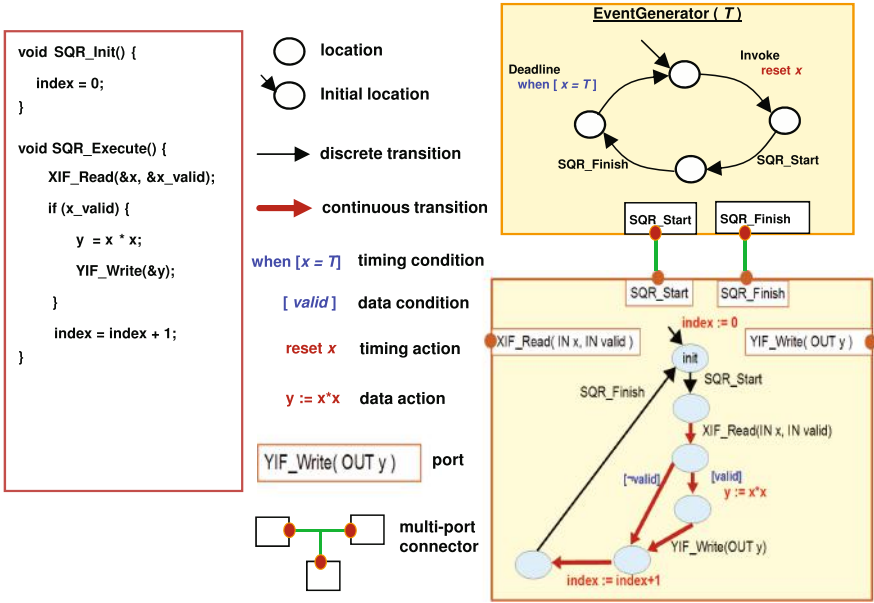 void SQR_Init() {
index = 0;
}
void SQR_Execute() {
XIF_Read(&x, &x_valid);
if (x_valid) {
y = x * x;
YIF_Write(&y);
}
index = index + 1;
}
location
Initial location
discrete transition
continuous transition
when [ x = T ] timing condition
[ valid ] data condition
reset x timing action
y := x*x data action
YIF_Write( OUT y ) port
multi-port
connector
EventGenerator ( T )
Deadline
when [ x = T ]
Invoke
reset x
SQR_Finish
SQR_Start
SQR_Start
SQR_Finish
SQR_Start
SQR_Finish
XIF_Read( IN x, IN valid )
YIF_Write( OUT y )
index := 0
init
SQR_Start
SQR_Finish
XIF_Read(IN x, IN valid)
[¬valid]
[valid]
y := x*x
YIF_Write(OUT y)
index := index+1